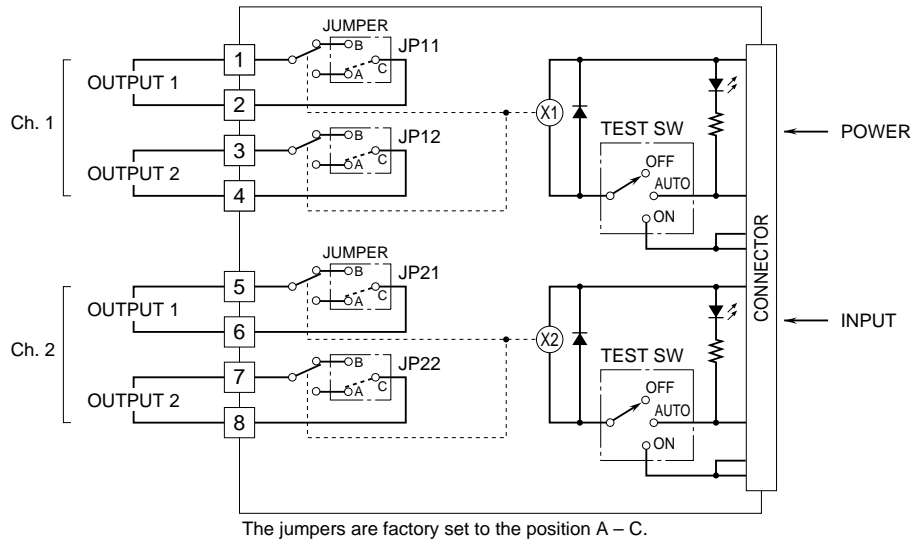 JUMPER
B
A
C
JP11
1
OUTPUT 1
2
Ch. 1
3
OUTPUT 2
4
B
A
C
JP12
X1
TEST SW
OFF
AUTO
ON
POWER
CONNECTOR
JUMPER
B
A
C
JP21
5
OUTPUT 1
6
Ch. 2
7
OUTPUT 2
8
B
A
C
JP22
X2
TEST SW
OFF
AUTO
ON
INPUT
The jumpers are factory set to the position A – C.